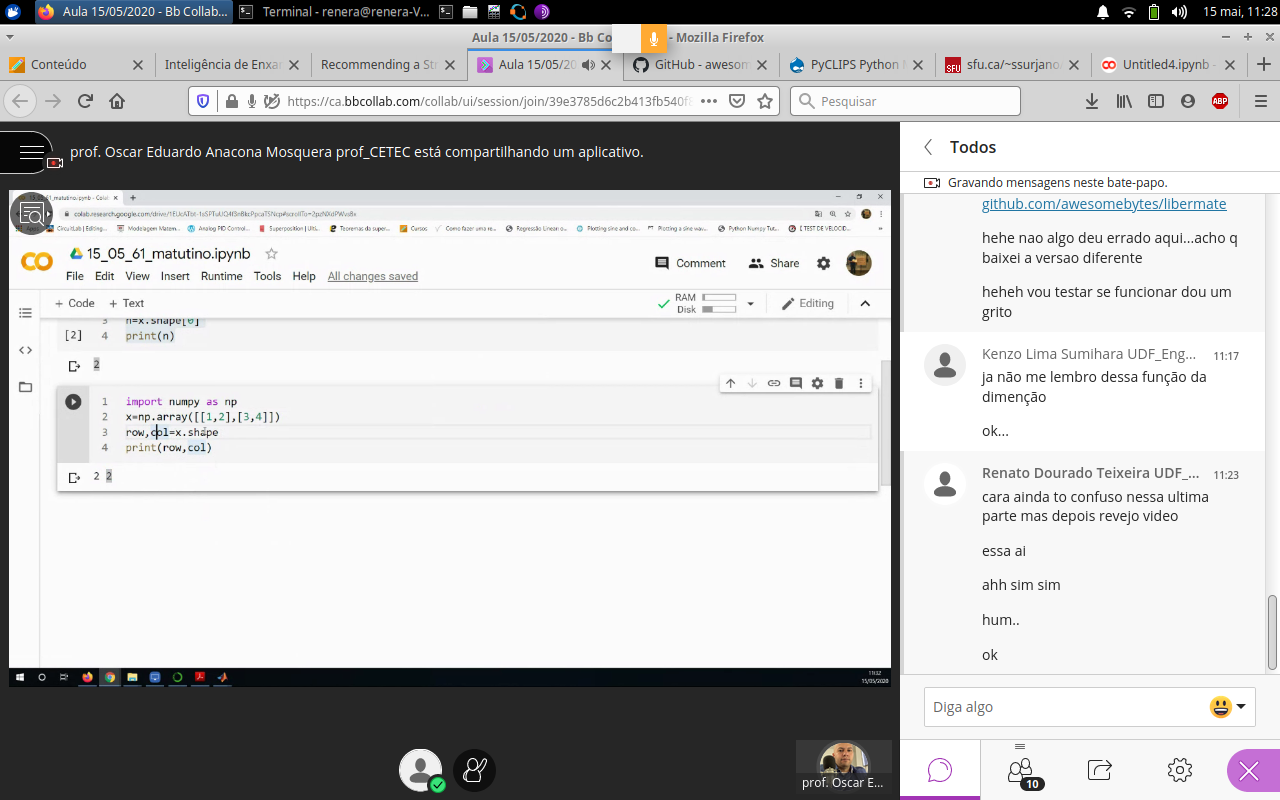 Aula 15/05/2020 - Bb Collab...
Terminal - renera@renera-V...
15 mai, 11:28
Aula 15/05/2020 - Bb Co
- Mozilla Firefox
Conteúdo
Inteligência de Enxa
Recommending a St
Aula 15/05/20
GitHub - awesom
PyCLIPS Python
sfu.ca/~ssurjano
Untitled4.ipynb -
https://ca.bbcollab.com/collab/ui/session/join/39e3785d6c2b413fb540f
Pesquisar
ABP
prof. Oscar Eduardo Anacona Mosquera prof_CETEC está compartilhando um aplicativo.
15_05_61_matutino.ipynb
File Edit View Insert Runtime Tools Help All changes saved
Comment
Share
+ Code + Text
RAM
Disk
Editing
3 n=x.shape[0]
[2] 4 print(n)
2
1 import numpy as np
2 x=np.array([[1,2],[3,4]])
3 row,col=x.shape
4 print(row,col)
2 2
15/05/2020
prof. Oscar E...
Todos
Gravando mensagens neste bate-papo.
github.com/awesomebytes/libermate
hehe nao algo deu errado aqui...acho q
baixei a versao diferente
heheh vou testar se funcionar dou um
grito
Kenzo Lima Sumihara UDF_Eng... 11:17
ja não me lembro dessa função da
dimenção
ok...
Renato Dourado Teixeira UDF_... 11:23
cara ainda to confuso nessa ultima
parte mas depois revejo video
essa ai
ahh sim sim
hum..
ok
Diga algo
10